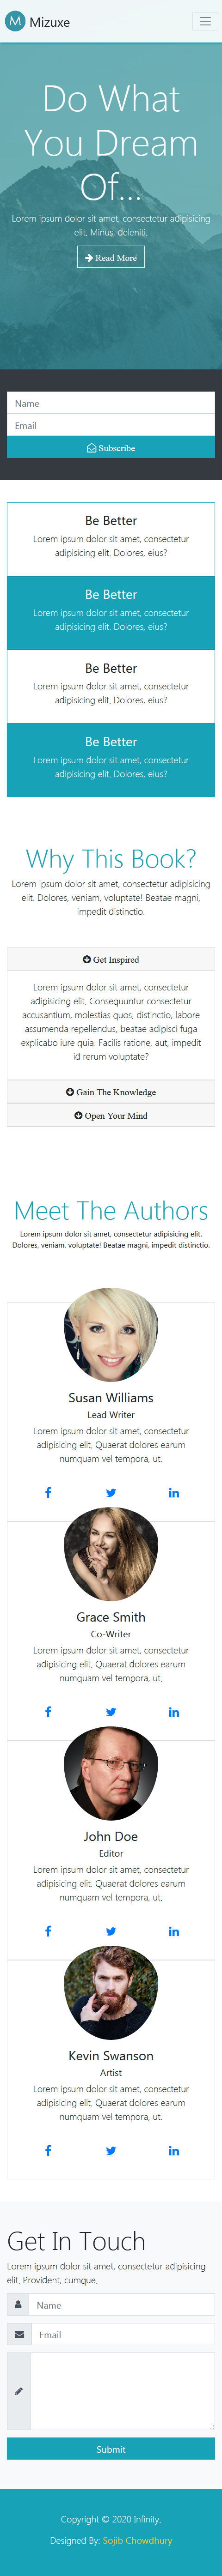 M Mizuxe
Do What
You Dream
Of...
Lorem ipsum dolor sit amet, consectetur adipisicing
elit. Minus, deleniti.
Read More
Name
Email
Subscribe
Be Better
Lorem ipsum dolor sit amet, consectetur
adipisicing elit. Dolores, eius?
Be Better
Lorem ipsum dolor sit amet, consectetur
adipisicing elit. Dolores, eius?
Be Better
Lorem ipsum dolor sit amet, consectetur
adipisicing elit. Dolores, eius?
Be Better
Lorem ipsum dolor sit amet, consectetur
adipisicing elit. Dolores, eius?
Why This Book?
Lorem ipsum dolor sit amet, consectetur adipisicing
elit. Dolores, veniam, voluptate! Beatae magni,
impedit distinctio.
Get Inspired
Lorem ipsum dolor sit amet, consectetur
adipisicing elit. Consequuntur consectetur
accusantium, molestias quos, distinctio, labore
assumenda repellendus, beatae adipisci fuga
explicabo iure quia. Facilis ratione, aut, impedit
id rerum voluptate?
Gain The Knowledge
Open Your Mind
Meet The Authors
Lorem ipsum dolor sit amet, consectetur adipisicing elit.
Dolores, veniam, voluptate! Beatae magni, impedit distinctio.
Susan Williams
Lead Writer
Lorem ipsum dolor sit amet, consectetur
adipisicing elit. Quaerat dolores earum
numquam vel tempora, ut.
Grace Smith
Co-Writer
Lorem ipsum dolor sit amet, consectetur
adipisicing elit. Quaerat dolores earum
numquam vel tempora, ut.
John Doe
Editor
Lorem ipsum dolor sit amet, consectetur
adipisicing elit. Quaerat dolores earum
numquam vel tempora, ut.
Kevin Swanson
Artist
Lorem ipsum dolor sit amet, consectetur
adipisicing elit. Quaerat dolores earum
numquam vel tempora, ut.
Get In Touch
Lorem ipsum dolor sit amet, consectetur adipisicing
elit. Provident, cumque.
Name
Email
Submit
Copyright © 2020 Infinity.
Designed By: Sojib Chowdhury